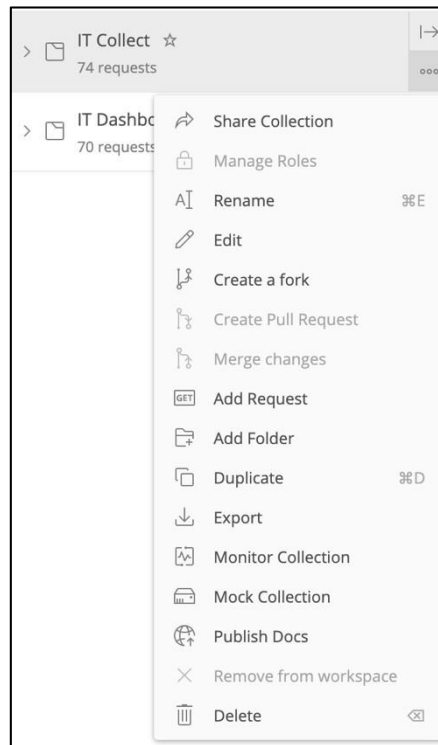 IT Collect
74 requests
IT Dashbo
70 requests
Share Collection
Manage Roles
Rename ⌘E
Edit
Create a fork
Create Pull Request
Merge changes
GET Add Request
Add Folder
Duplicate ⌘D
Export
Monitor Collection
Mock Collection
Publish Docs
Remove from workspace
Delete ⌫